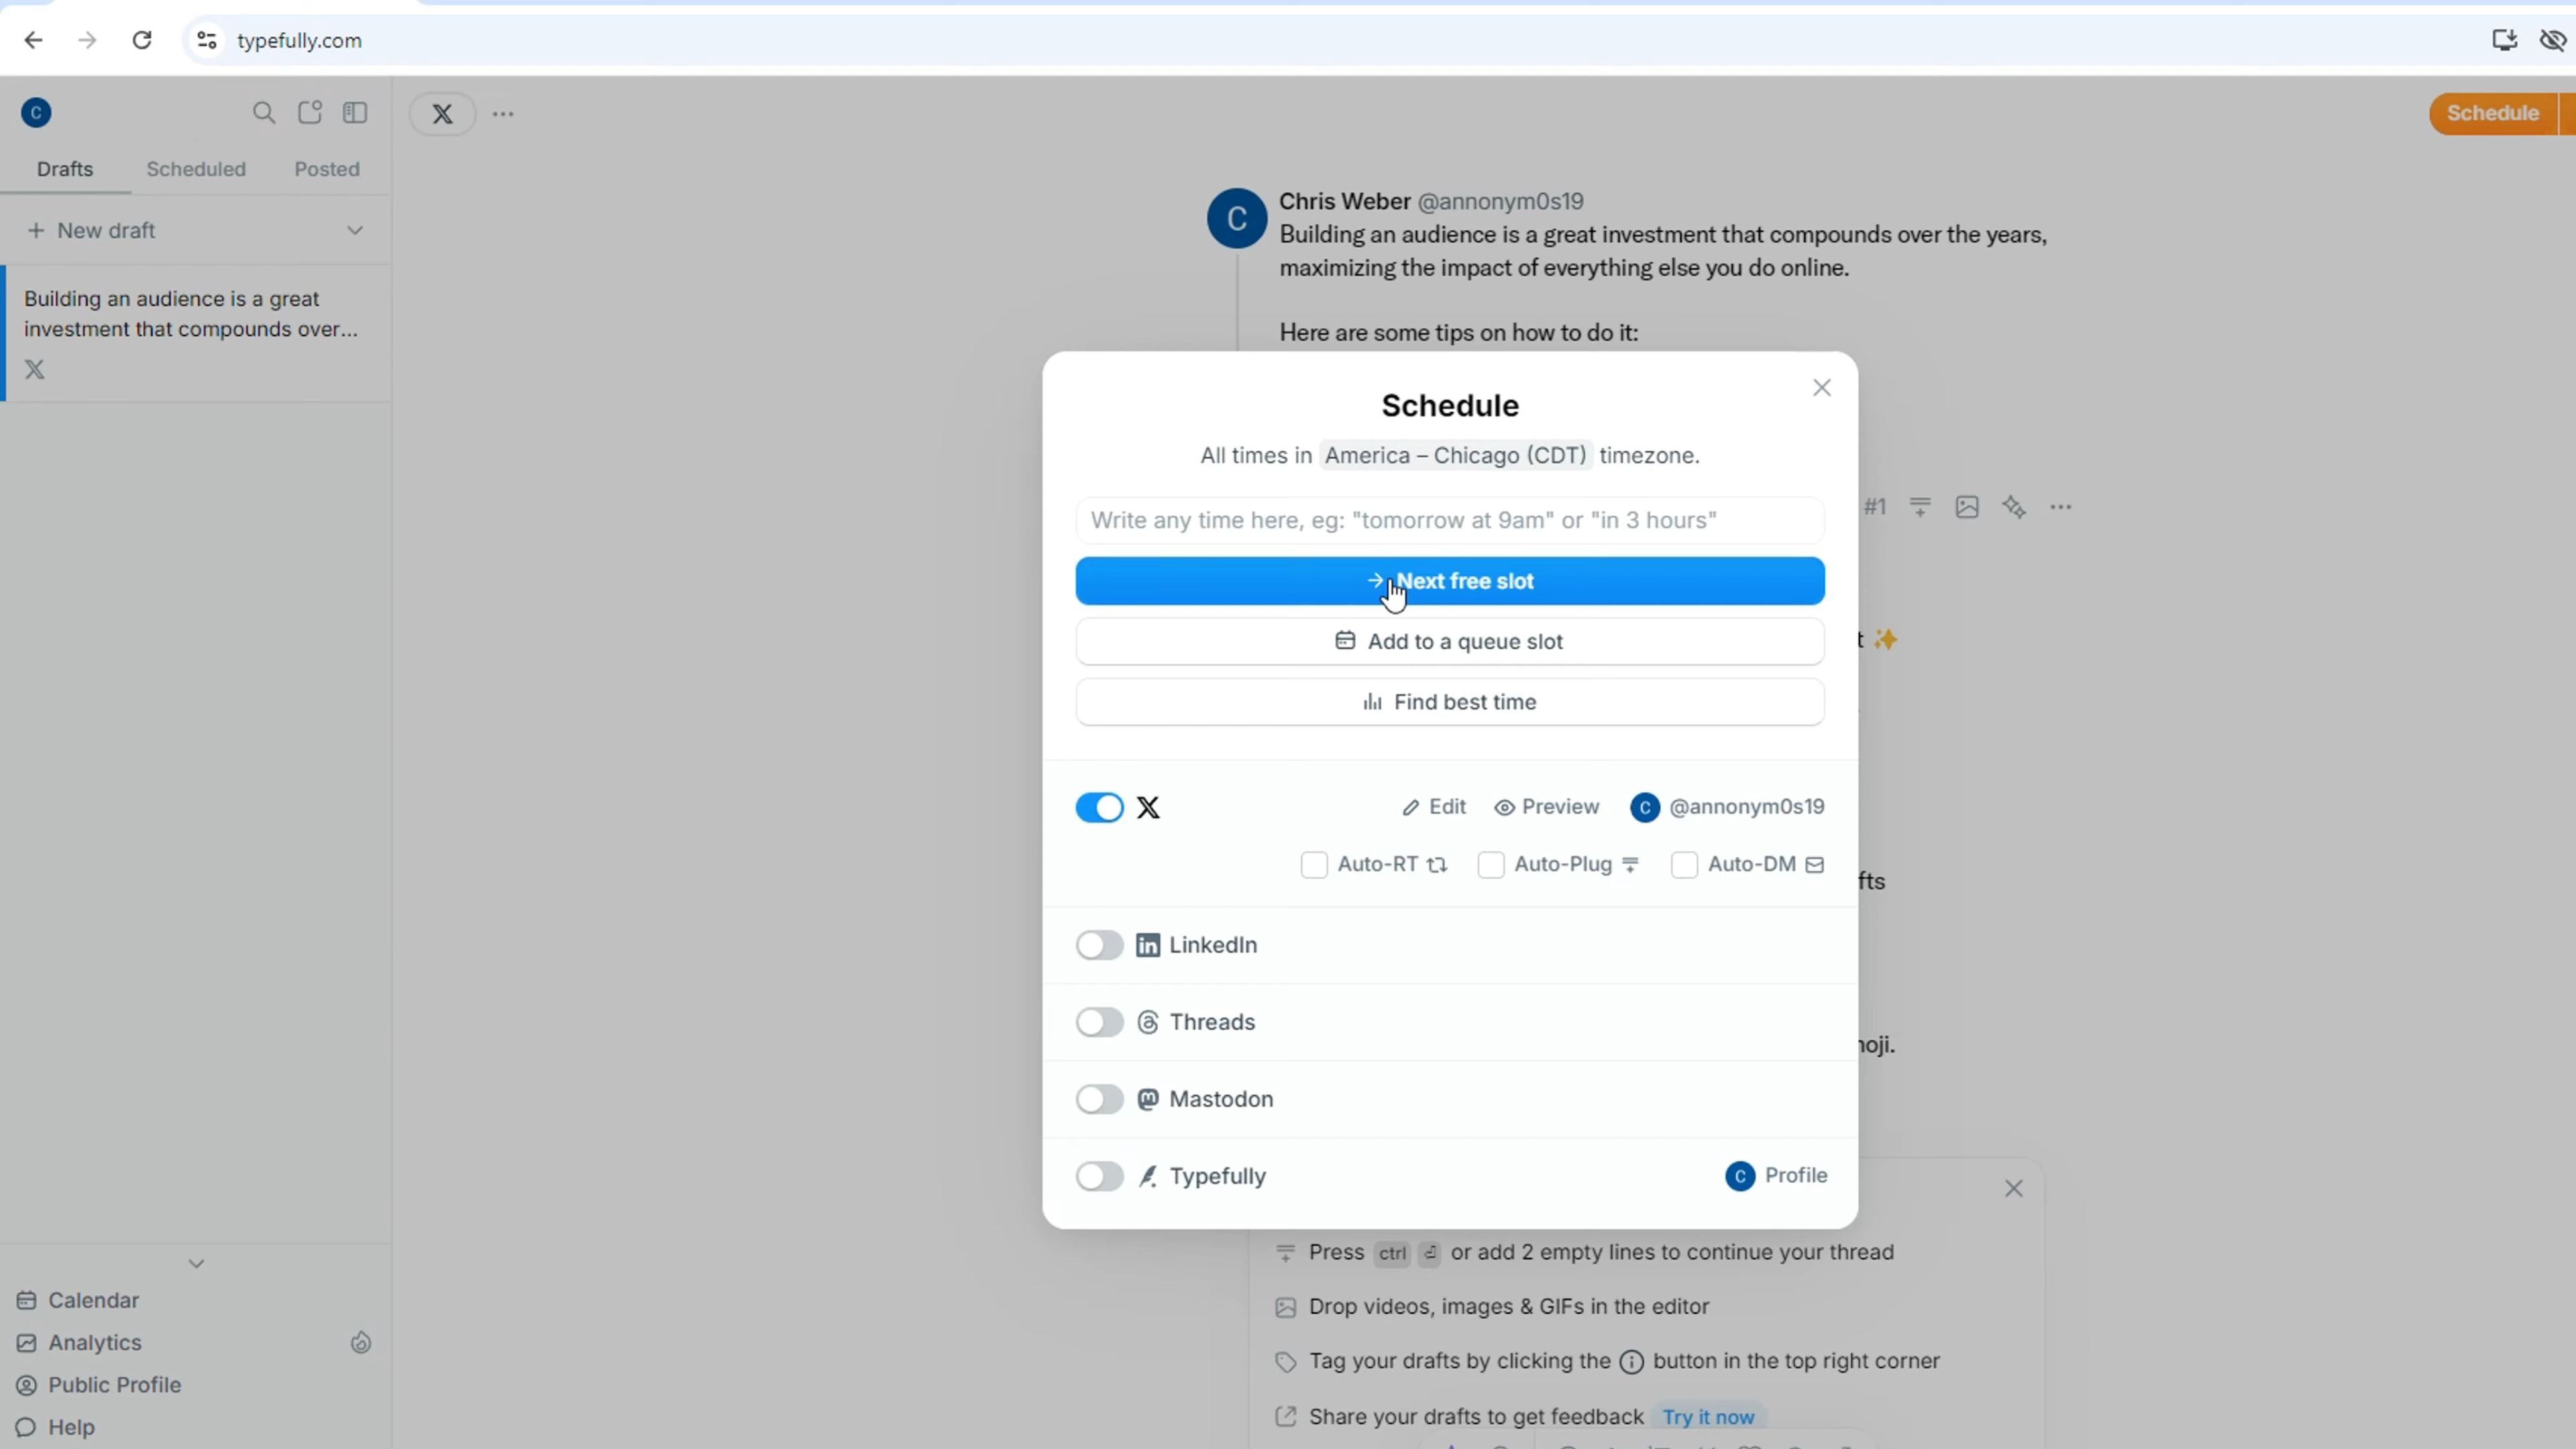 typefully.com
C
Drafts
Scheduled
Posted
New draft
Building an audience is a great
investment that compounds over...
Calendar
Analytics
Public Profile
Help
Schedule
C
Chris Weber @annonym0s19
Building an audience is a great investment that compounds over the years,
maximizing the impact of everything else you do online.
Here are some tips on how to do it:
#1
Schedule
All times in America – Chicago (CDT) timezone.
Write any time here, eg: "tomorrow at 9am" or "in 3 hours"
Next free slot
Add to a queue slot
Find best time
Edit
Preview
C @annonym0s19
Auto-RT
Auto-Plug
Auto-DM
LinkedIn
Threads
Mastodon
Typefully
C Profile
Press ctrl ⏎ or add 2 empty lines to continue your thread
Drop videos, images & GIFs in the editor
Tag your drafts by clicking the ⓘ button in the top right corner
Share your drafts to get feedback Try it now